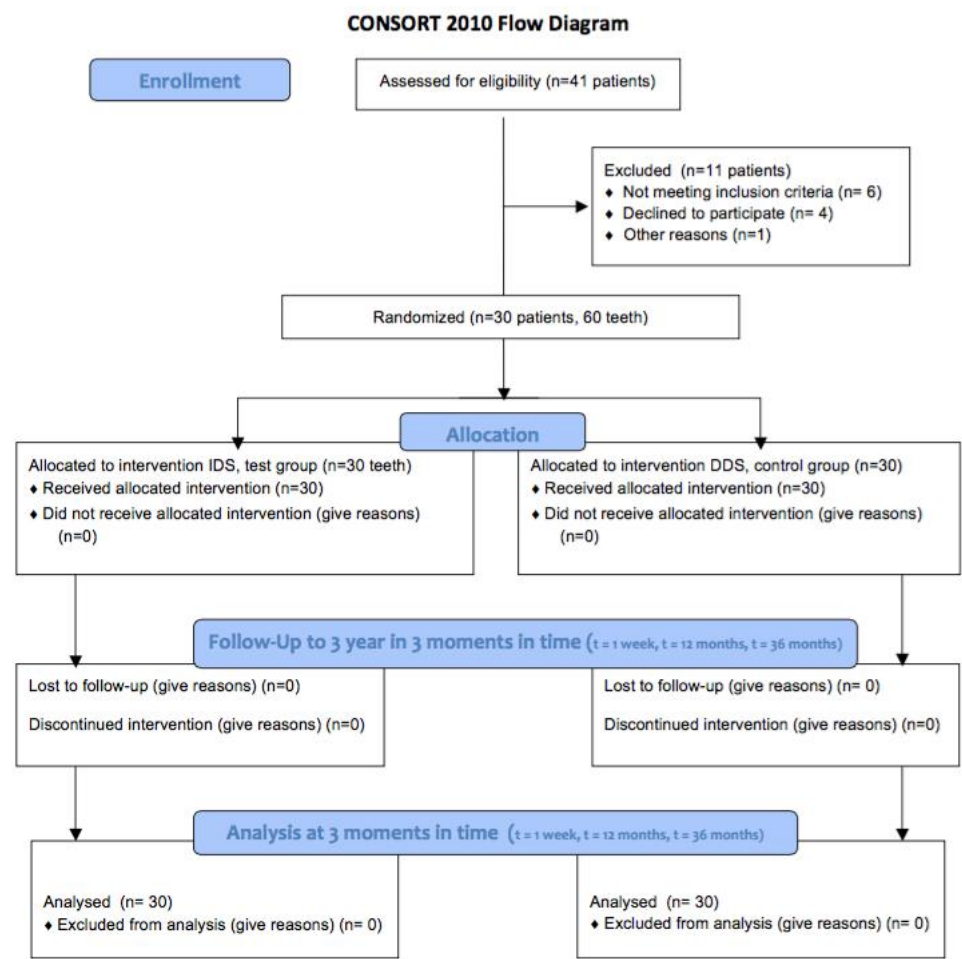 CONSORT 2010 Flow Diagram
Enrollment
Assessed for eligibility (n=41 patients)
Excluded (n=11 patients)
♦ Not meeting inclusion criteria (n= 6)
♦ Declined to participate (n= 4)
♦ Other reasons (n=1)
Randomized (n=30 patients, 60 teeth)
Allocation
Allocated to intervention IDS, test group (n=30 teeth)
♦ Received allocated intervention (n=30)
♦ Did not receive allocated intervention (give reasons)
(n=0)
Allocated to intervention DDS, control group (n=30)
♦ Received allocated intervention (n=30)
♦ Did not receive allocated intervention (give reasons)
(n=0)
Follow-Up to 3 year in 3 moments in time (t = 1 week, t = 12 months, t = 36 months)
Lost to follow-up (give reasons) (n=0)
Discontinued intervention (give reasons) (n=0)
Lost to follow-up (give reasons) (n= 0)
Discontinued intervention (give reasons) (n=0)
Analysis at 3 moments in time (t = 1 week, t = 12 months, t = 36 months)
Analysed (n= 30)
♦ Excluded from analysis (give reasons) (n= 0)
Analysed (n= 30)
♦ Excluded from analysis (give reasons) (n= 0)